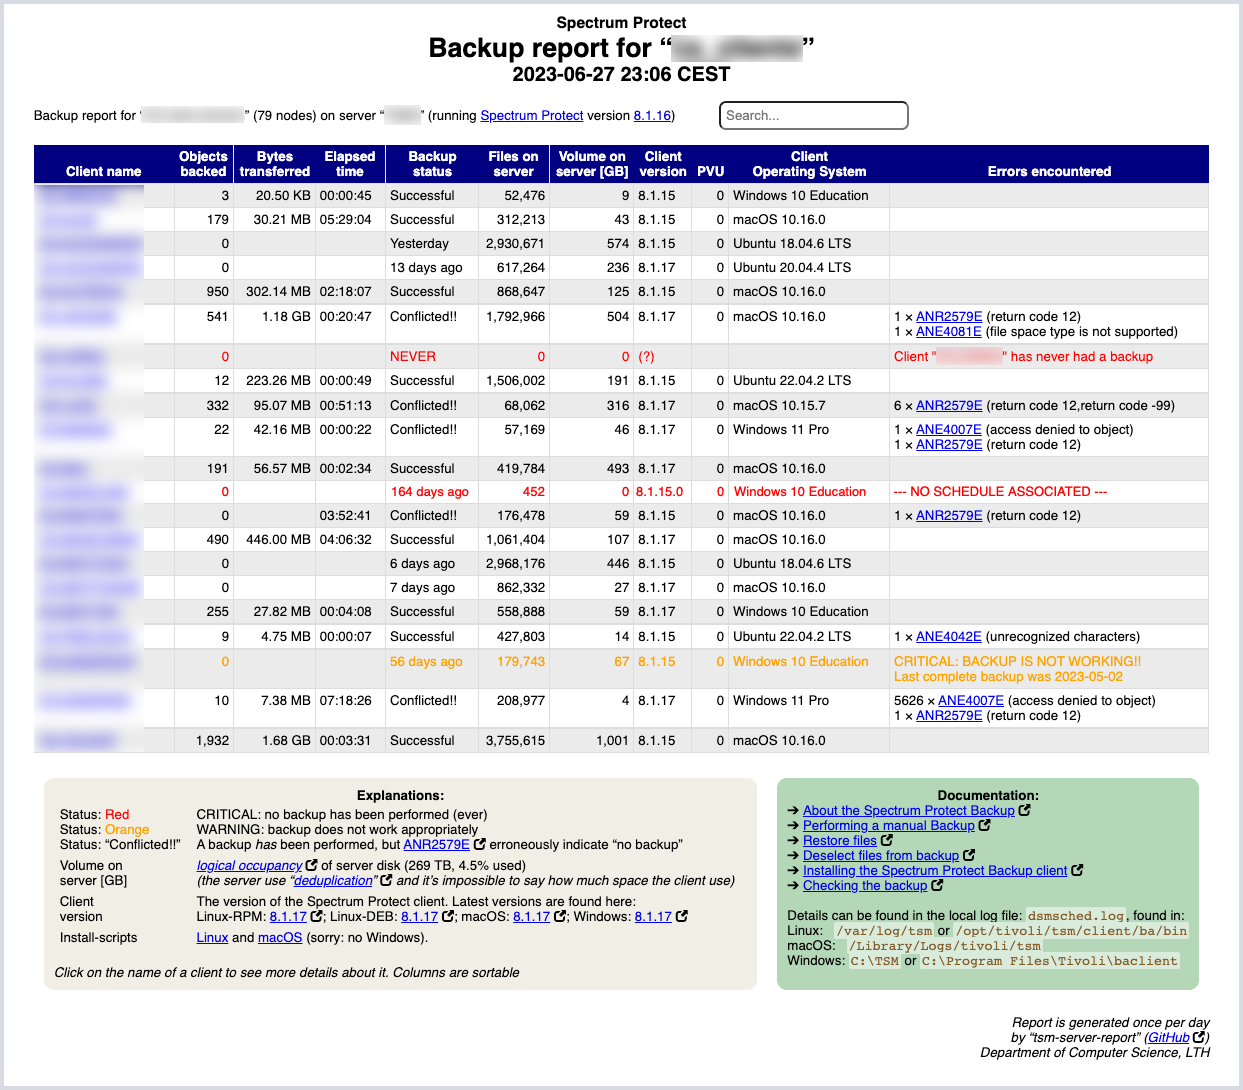 Spectrum Protect
Backup report for “ ”
2023-06-27 23:06 CEST
Backup report for “ ” (79 nodes) on server “ ” (running Spectrum Protect version 8.1.16)
Search...
Client name Objects backed Bytes transferred Elapsed time Backup status Files on server Volume on server [GB] Client version PVU Client Operating System Errors encountered
3 20.50 KB 00:00:45 Successful 52,476 9 8.1.15 0 Windows 10 Education
179 30.21 MB 05:29:04 Successful 312,213 43 8.1.15 0 macOS 10.16.0
0 Yesterday 2,930,671 574 8.1.15 0 Ubuntu 18.04.6 LTS
0 13 days ago 617,264 236 8.1.17 0 Ubuntu 20.04.4 LTS
950 302.14 MB 02:18:07 Successful 868,647 125 8.1.15 0 macOS 10.16.0
541 1.18 GB 00:20:47 Conflicted!! 1,792,966 504 8.1.17 0 macOS 10.16.0 1 × ANR2579E (return code 12)
1 × ANE4081E (file space type is not supported)
0 NEVER 0 0 (?) Client " " has never had a backup
12 223.26 MB 00:00:49 Successful 1,506,002 191 8.1.15 0 Ubuntu 22.04.2 LTS
332 95.07 MB 00:51:13 Conflicted!! 68,062 316 8.1.17 0 macOS 10.15.7 6 × ANR2579E (return code 12,return code -99)
22 42.16 MB 00:00:22 Conflicted!! 57,169 46 8.1.17 0 Windows 11 Pro 1 × ANE4007E (access denied to object)
1 × ANR2579E (return code 12)
191 56.57 MB 00:02:34 Successful 419,784 493 8.1.17 0 macOS 10.16.0
0 164 days ago 452 0 8.1.15.0 0 Windows 10 Education --- NO SCHEDULE ASSOCIATED ---
0 03:52:41 Conflicted!! 176,478 59 8.1.15 0 macOS 10.16.0 1 × ANR2579E (return code 12)
490 446.00 MB 04:06:32 Successful 1,061,404 107 8.1.17 0 macOS 10.16.0
0 6 days ago 2,968,176 446 8.1.15 0 Ubuntu 18.04.6 LTS
0 7 days ago 862,332 27 8.1.17 0 macOS 10.16.0
255 27.82 MB 00:04:08 Successful 558,888 59 8.1.17 0 Windows 10 Education
9 4.75 MB 00:00:07 Successful 427,803 14 8.1.15 0 Ubuntu 22.04.2 LTS 1 × ANE4042E (unrecognized characters)
0 56 days ago 179,743 67 8.1.15 0 Windows 10 Education CRITICAL: BACKUP IS NOT WORKING!!
Last complete backup was 2023-05-02
10 7.38 MB 07:18:26 Conflicted!! 208,977 4 8.1.17 0 Windows 11 Pro 5626 × ANE4007E (access denied to object)
1 × ANR2579E (return code 12)
1,932 1.68 GB 00:03:31 Successful 3,755,615 1,001 8.1.15 0 macOS 10.16.0
Explanations:
Status: Red CRITICAL: no backup has been performed (ever)
Status: Orange WARNING: backup does not work appropriately
Status: “Conflicted!!” A backup has been performed, but ANR2579E erroneously indicate “no backup”
Volume on server [GB] logical occupancy of server disk (269 TB, 4.5% used)
(the server use “deduplication” and it’s impossible to say how much space the client use)
Client version The version of the Spectrum Protect client. Latest versions are found here:
Linux-RPM: 8.1.17; Linux-DEB: 8.1.17; macOS: 8.1.17; Windows: 8.1.17
Install-scripts Linux and macOS (sorry: no Windows).
Click on the name of a client to see more details about it. Columns are sortable
Documentation:
➔ About the Spectrum Protect Backup
➔ Performing a manual Backup
➔ Restore files
➔ Deselect files from backup
➔ Installing the Spectrum Protect Backup client
➔ Checking the backup
Details can be found in the local log file: dsmsched.log, found in:
Linux: /var/log/tsm or /opt/tivoli/tsm/client/ba/bin
macOS: /Library/Logs/tivoli/tsm
Windows: C:\TSM or C:\Program Files\Tivoli\baclient
Report is generated once per day
by “tsm-server-report” (GitHub)
Department of Computer Science, LTH